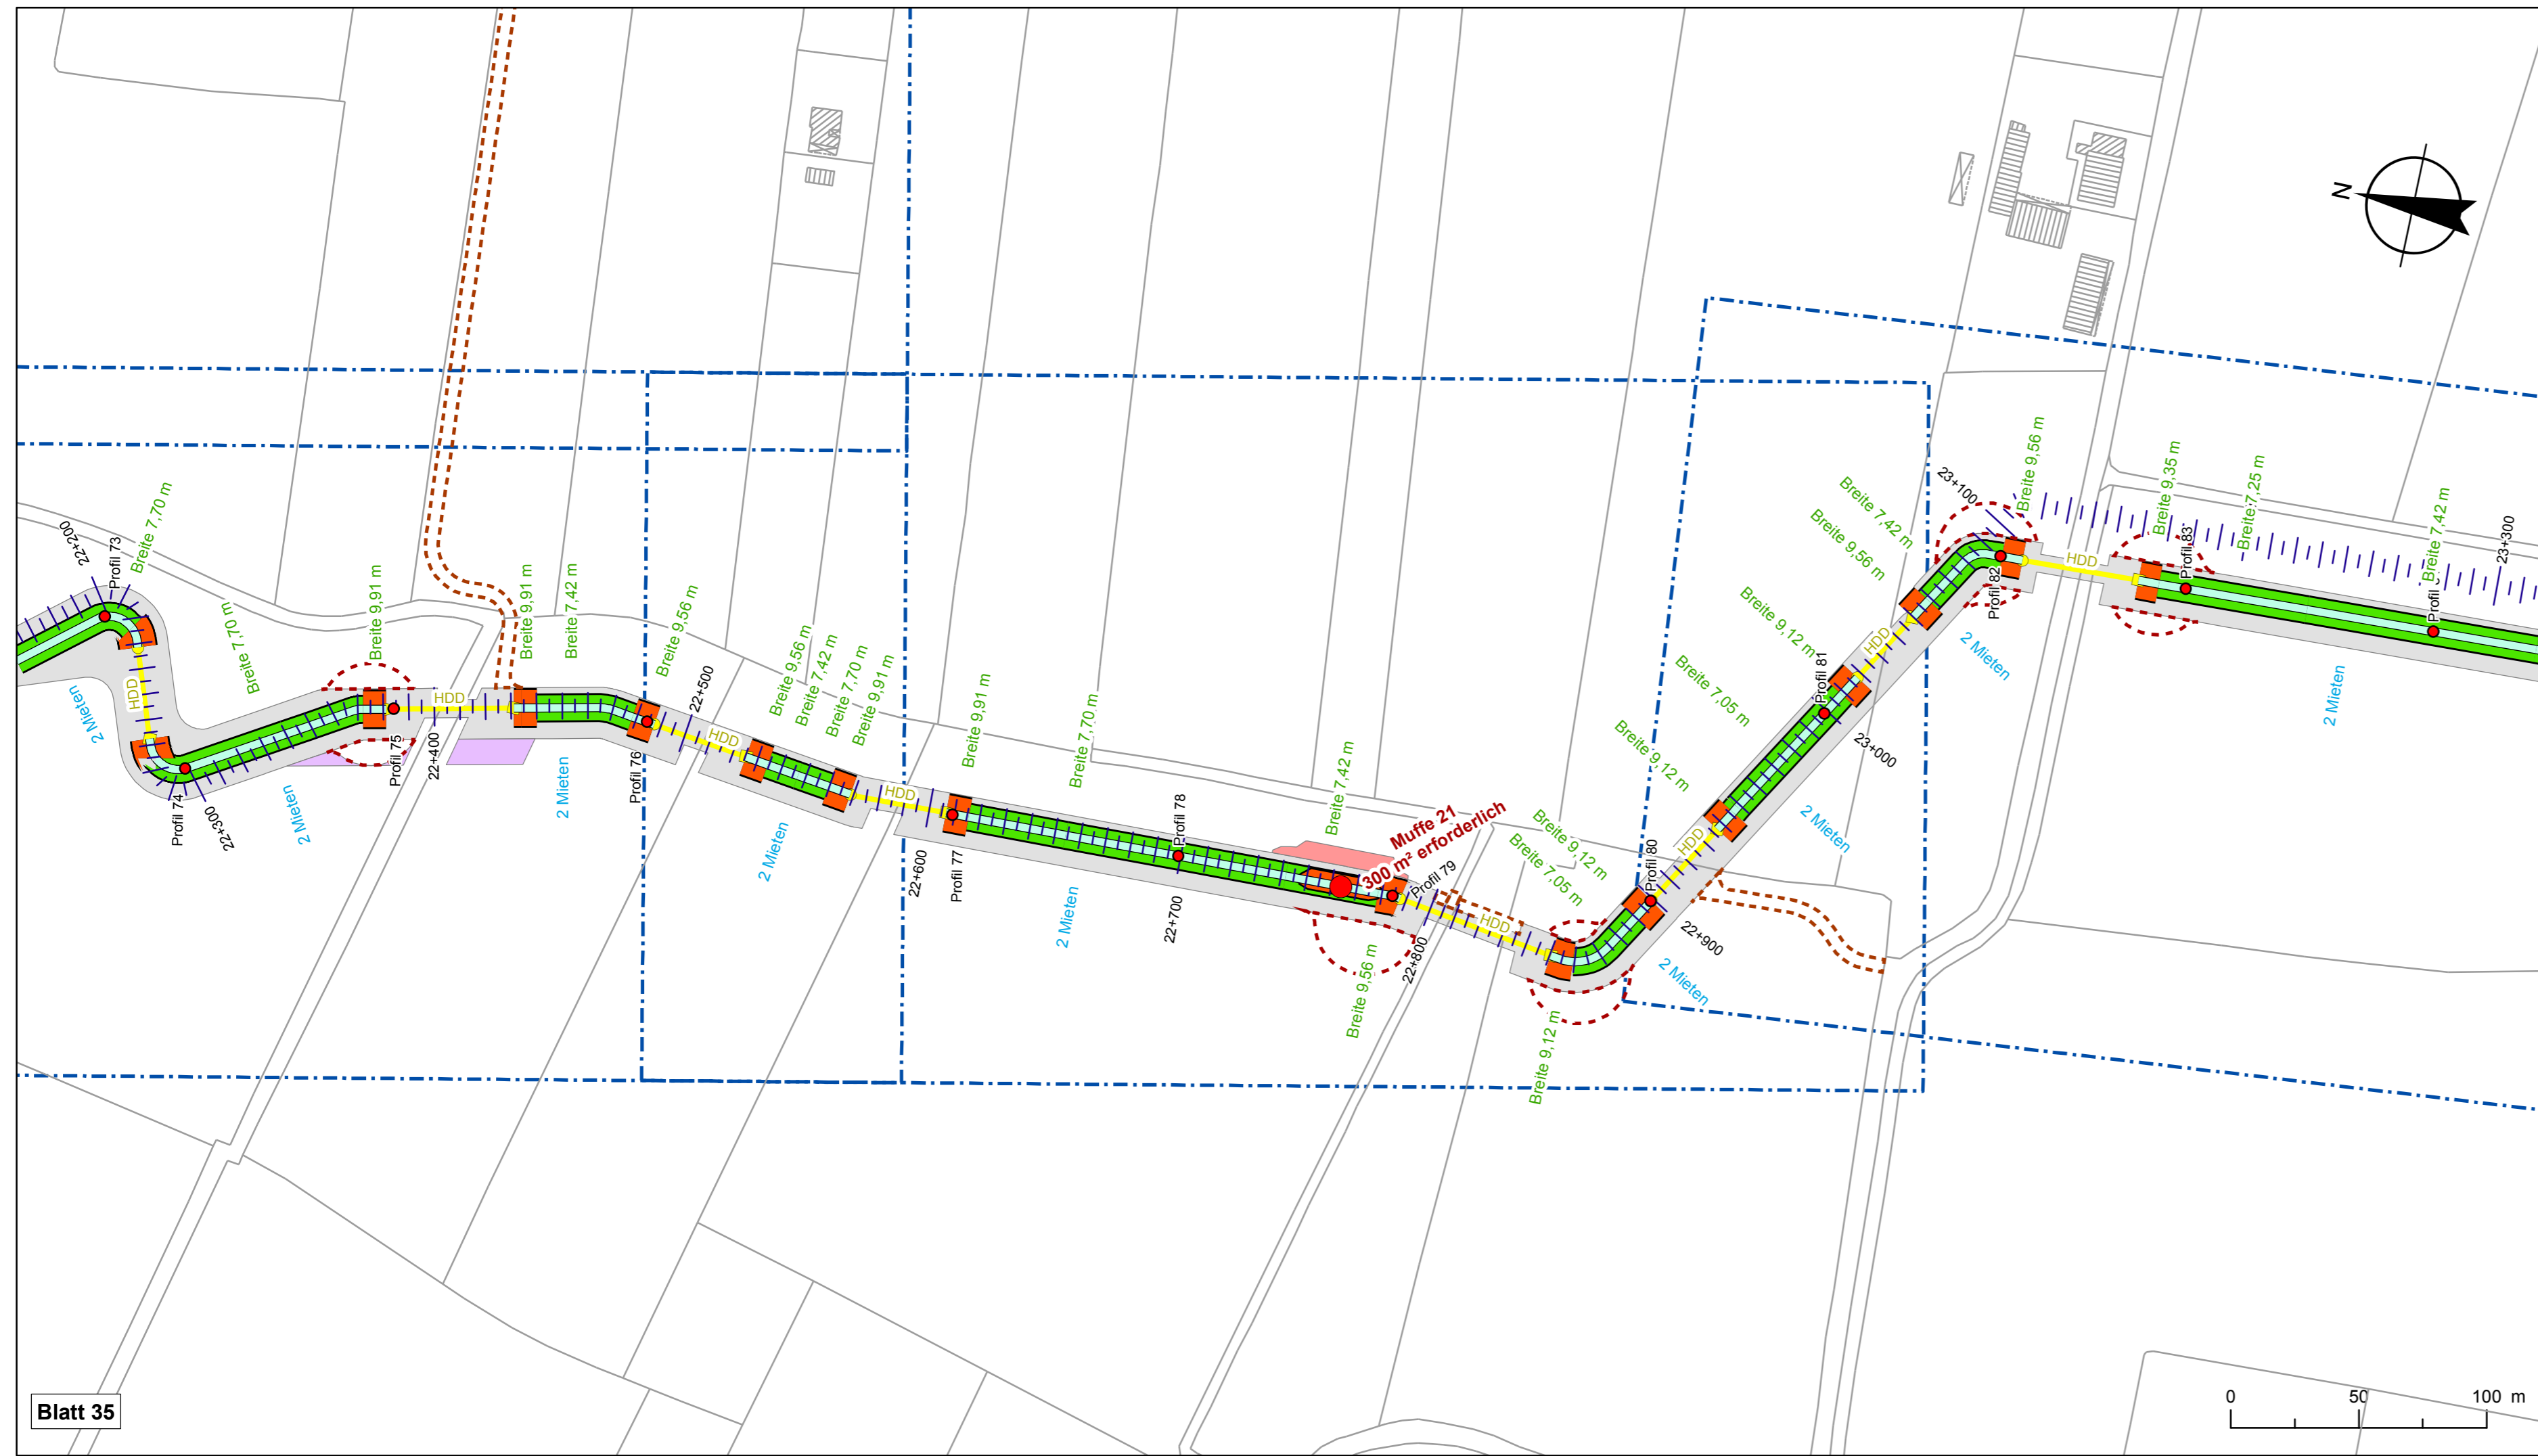 N
22+200
Profil 73
Breite 7,70 m
HDD
2 Mieten
Breite 7,70 m
Profil 74
22+300
2 Mieten
Breite 9,91 m
Profil 75
22+400
HDD
Breite 9,91 m
Breite 7,42 m
2 Mieten
Profil 76
Breite 9,56 m
22+500
HDD
Breite 9,56 m
Breite 7,42 m
Breite 7,70 m
Breite 9,91 m
2 Mieten
HDD
22+600
Profil 77
Breite 9,91 m
2 Mieten
Breite 7,70 m
Profil 78
22+700
Breite 7,42 m
Muffe 21
300 m² erforderlich
Profil 79
Breite 9,56 m
22+800
HDD
Breite 9,12 m
Breite 7,05 m
Breite 9,12 m
Profil 80
22+900
2 Mieten
HDD
Breite 9,12 m
Breite 7,05 m
Breite 9,12 m
Profil 81
23+000
2 Mieten
HDD
Breite 9,56 m
Breite 7,42 m
23+100
Profil 82
2 Mieten
Breite 9,56 m
HDD
Breite 9,35 m
Profil 83
Breite 7,25 m
2 Mieten
Breite 7,42 m
Profil
23+300
Blatt 35
0 50 100 m